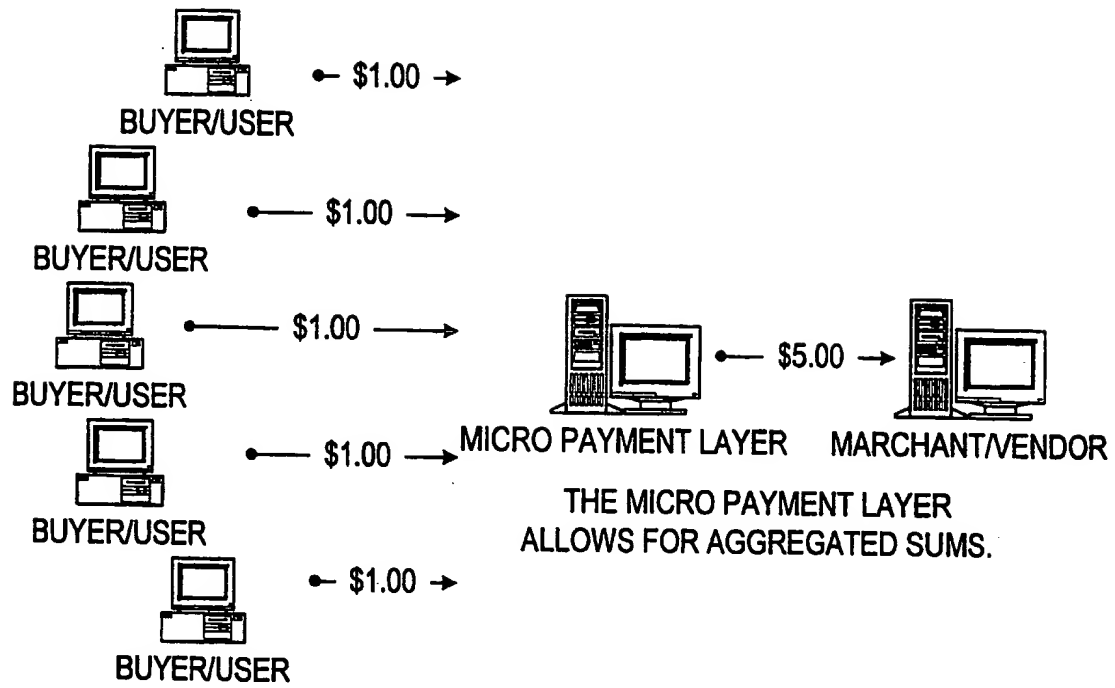 $1.00
BUYER/USER
$1.00
BUYER/USER
$1.00
BUYER/USER
$5.00
MICRO PAYMENT LAYER
MARCHANT/VENDOR
$1.00
BUYER/USER
THE MICRO PAYMENT LAYER
ALLOWS FOR AGGREGATED SUMS.
$1.00
BUYER/USER